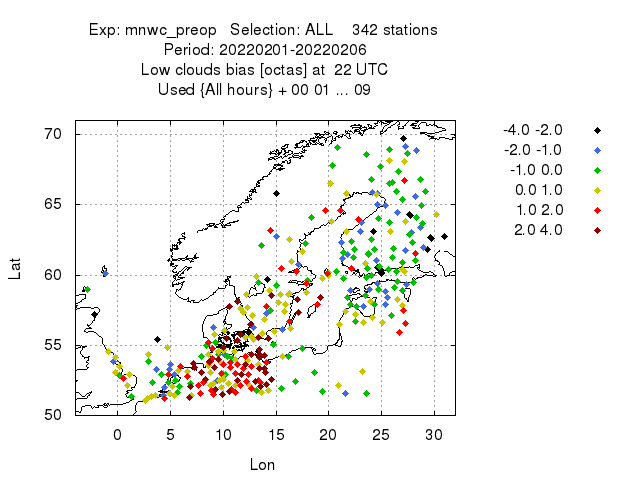 Exp: mnwc_preop Selection: ALL 342 stations
Period: 20220201-20220206
Low clouds bias [octas] at 22 UTC
Used {All hours} + 00 01 ... 09
70
65
60
55
50
0 5 10 15 20 25 30
Lat
Lon
-4.0 -2.0
-2.0 -1.0
-1.0 0.0
0.0 1.0
1.0 2.0
2.0 4.0